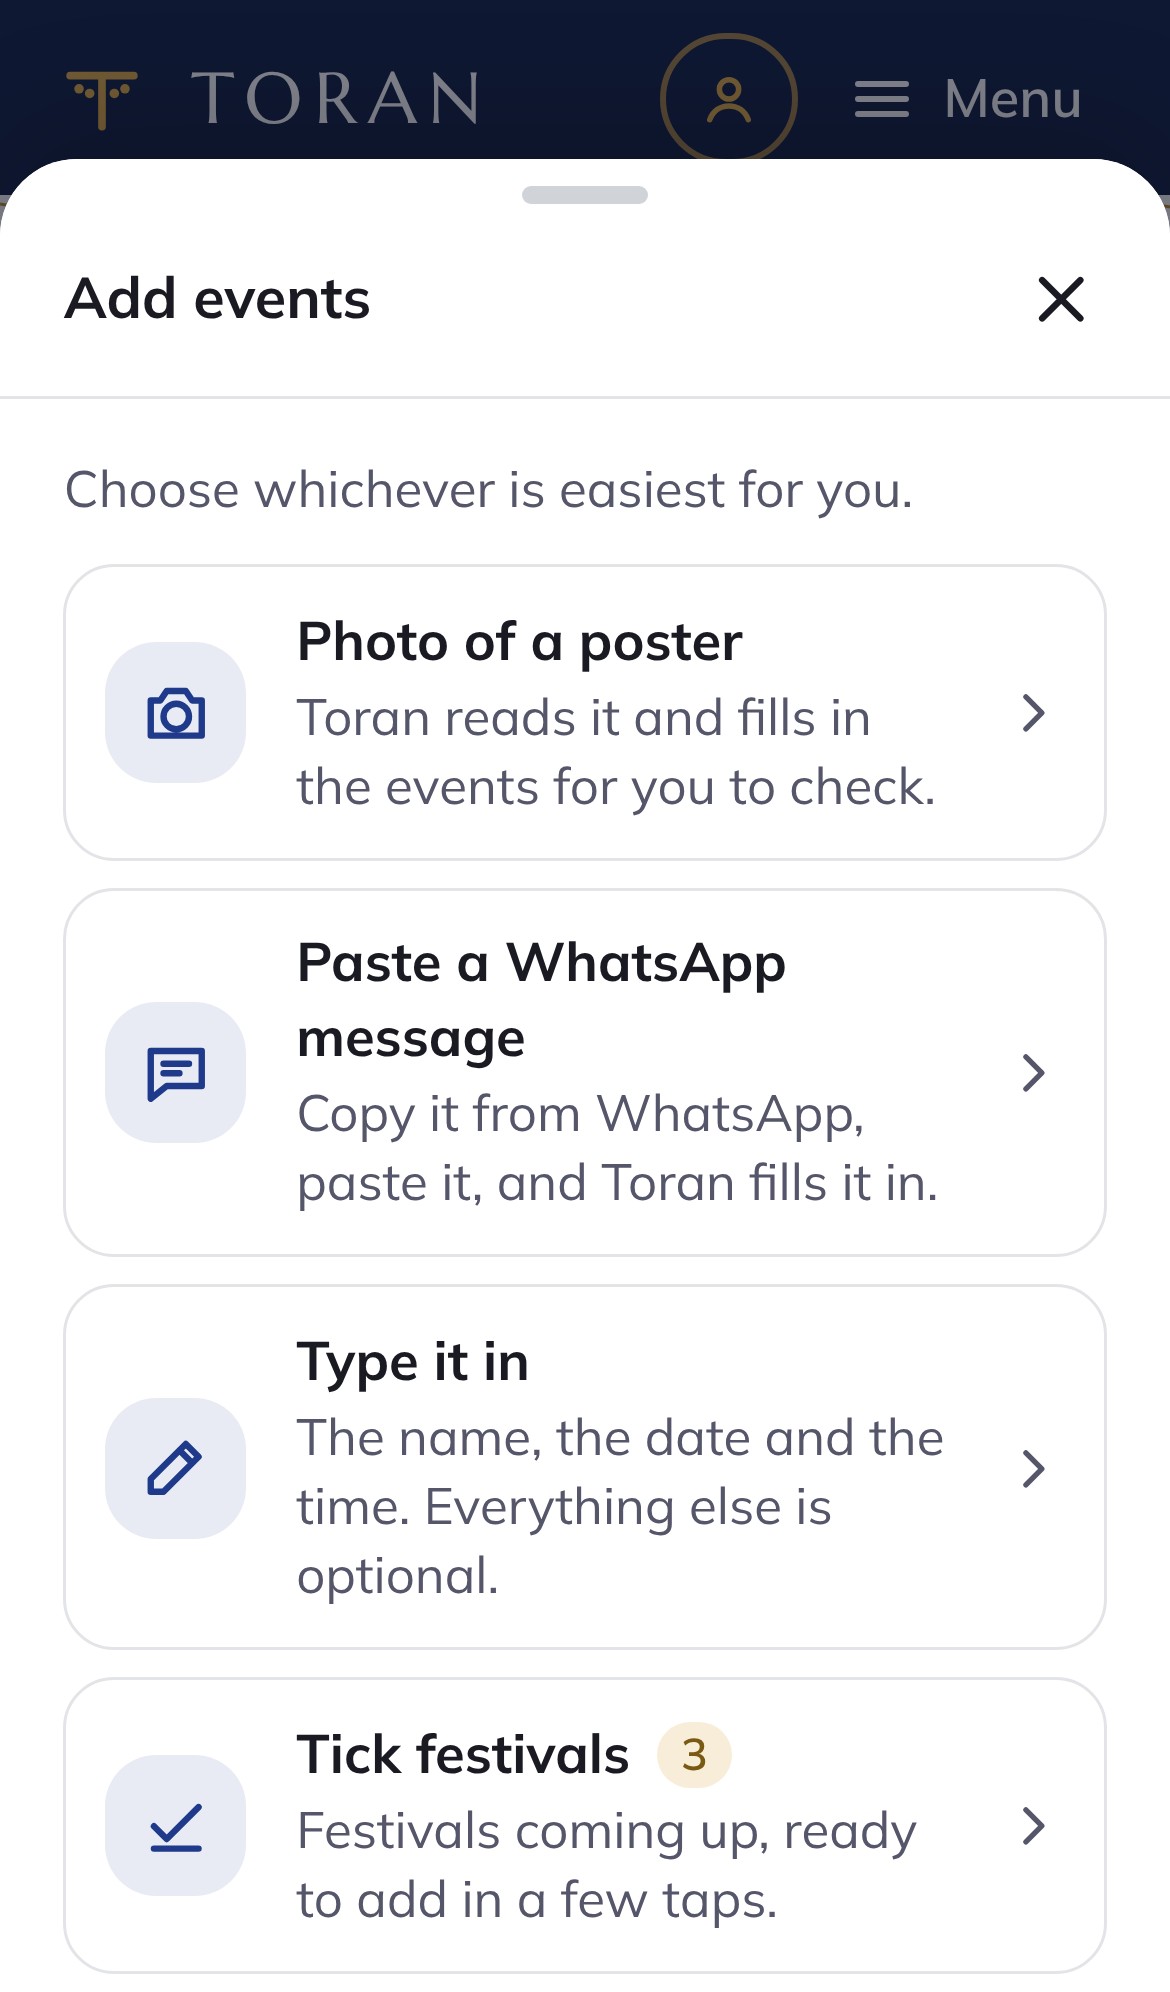 TORAN
Menu
Add events
Choose whichever is easiest for you.
Photo of a poster
Toran reads it and fills in
the events for you to check.
Paste a WhatsApp
message
Copy it from WhatsApp,
paste it, and Toran fills it in.
Type it in
The name, the date and the
time. Everything else is
optional.
Tick festivals 3
Festivals coming up, ready
to add in a few taps.